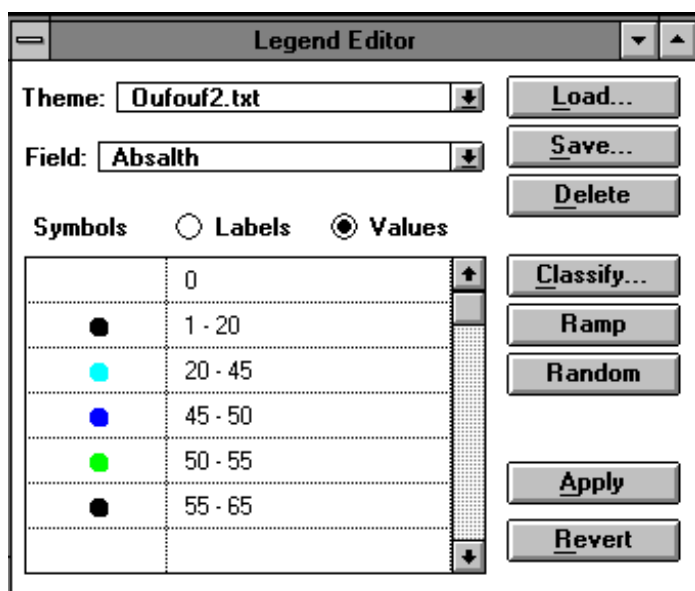 Legend Editor
Theme: Oufouf2.txt
Load...
Field: Absalth
Save...
Delete
Symbols Labels Values
0
1 - 20
20 - 45
45 - 50
50 - 55
55 - 65
Classify...
Ramp
Random
Apply
Revert